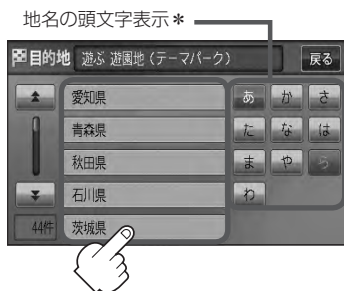 地名の頭文字表示＊
目的地 遊ぶ 遊園地（テーマパーク） 戻る
愛知県 あ か さ
青森県 た な は
秋田県 ま や ら
石川県 わ
44件 茨城県